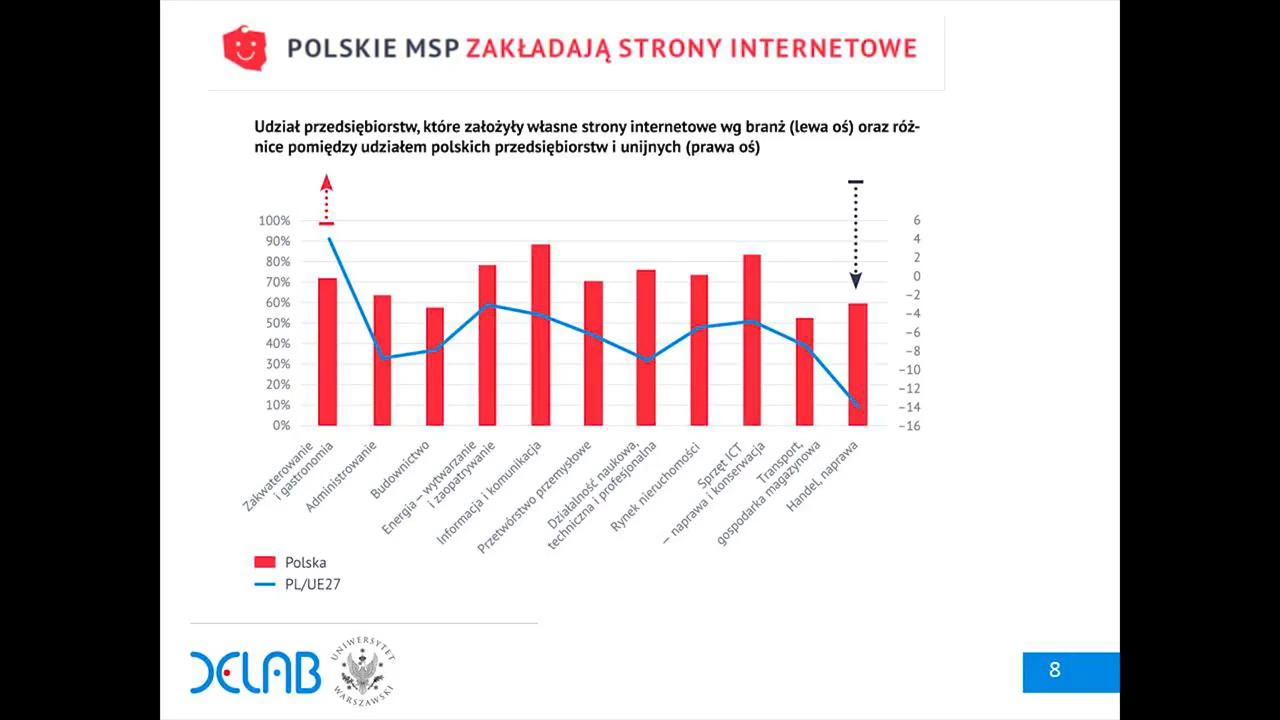 POLSKIE MSP ZAKŁADAJĄ STRONY INTERNETOWE
Udział przedsiębiorstw, które założyły własne strony internetowe wg branż (lewa oś) oraz róż-
nice pomiędzy udziałem polskich przedsiębiorstw i unijnych (prawa oś)
100%
90%
80%
70%
60%
50%
40%
30%
20%
10%
0%
6
4
2
0
−2
−4
−6
−8
−10
−12
−14
−16
Zakwaterowanie
i gastronomia
Administrowanie
Budownictwo
Energia – wytwarzanie
i zaopatrywanie
Informacja i komunikacja
Przetwórstwo przemysłowe
Działalność naukowa,
techniczna i profesjonalna
Rynek nieruchomości
Sprzęt ICT
– naprawa i konserwacja
Transport,
gospodarka magazynowa
Handel, naprawa
Polska
PL/UE27
DELAB
UNIWERSYTET
WARSZAWSKI
8